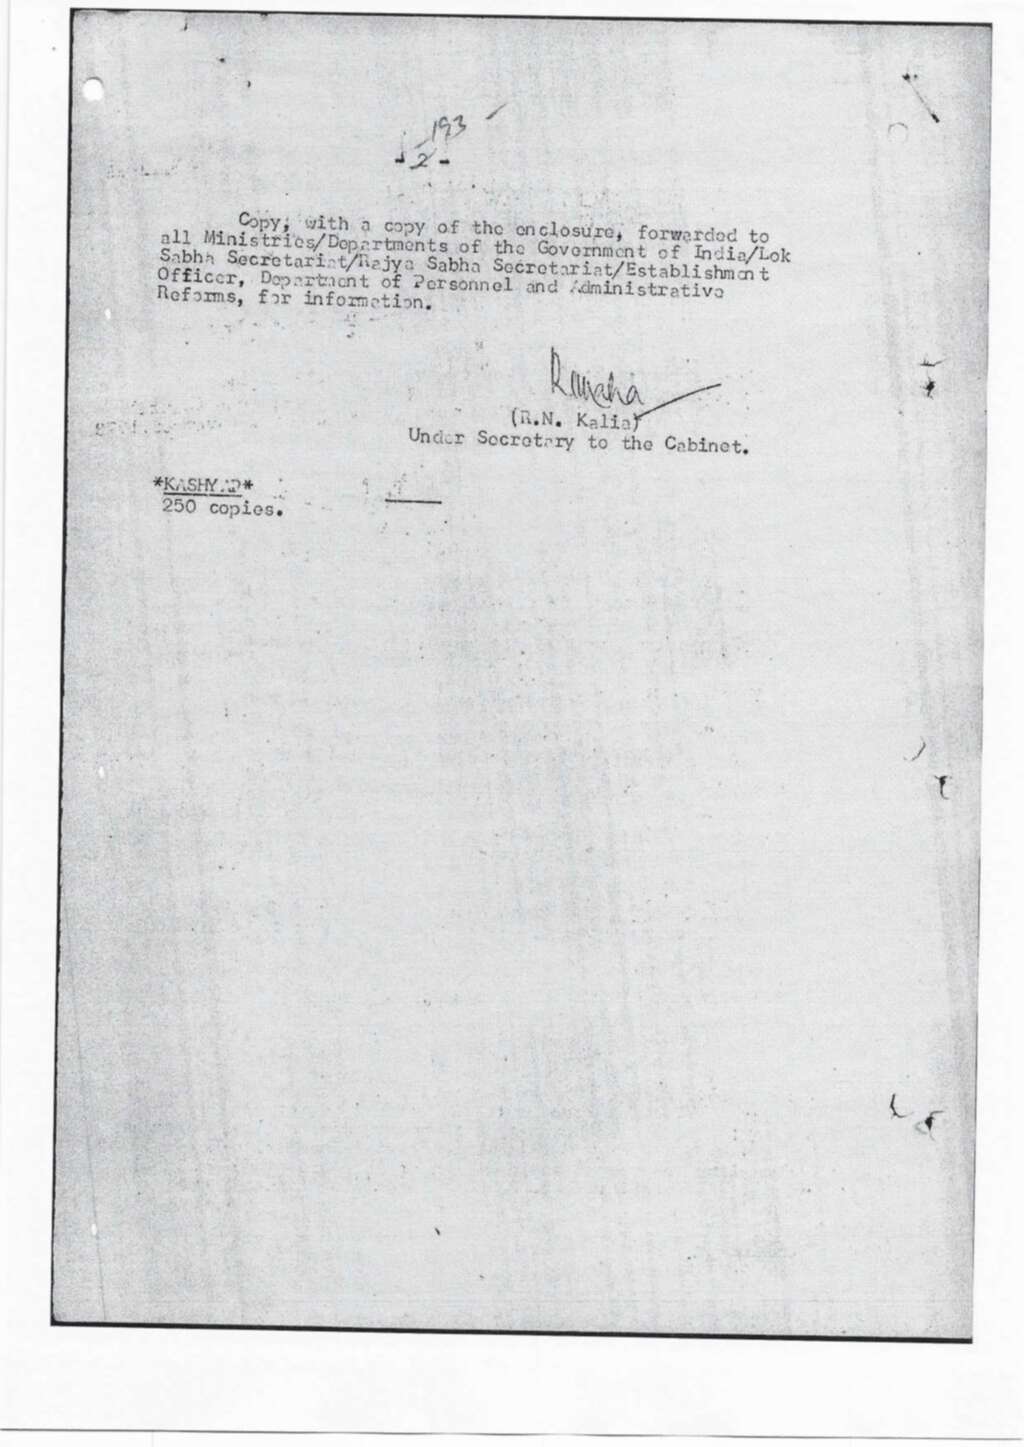 193
- 2 -
Copy, with a copy of the enclosure, forwarded to
all Ministries/Departments of the Government of India/Lok
Sabha Secretariat/Rajya Sabha Secretariat/Establishment
Officer, Department of Personnel and Administrative
Reforms, for information.
(R.N. Kalia)
Under Secretary to the Cabinet.
*KASHYAP*
250 copies.